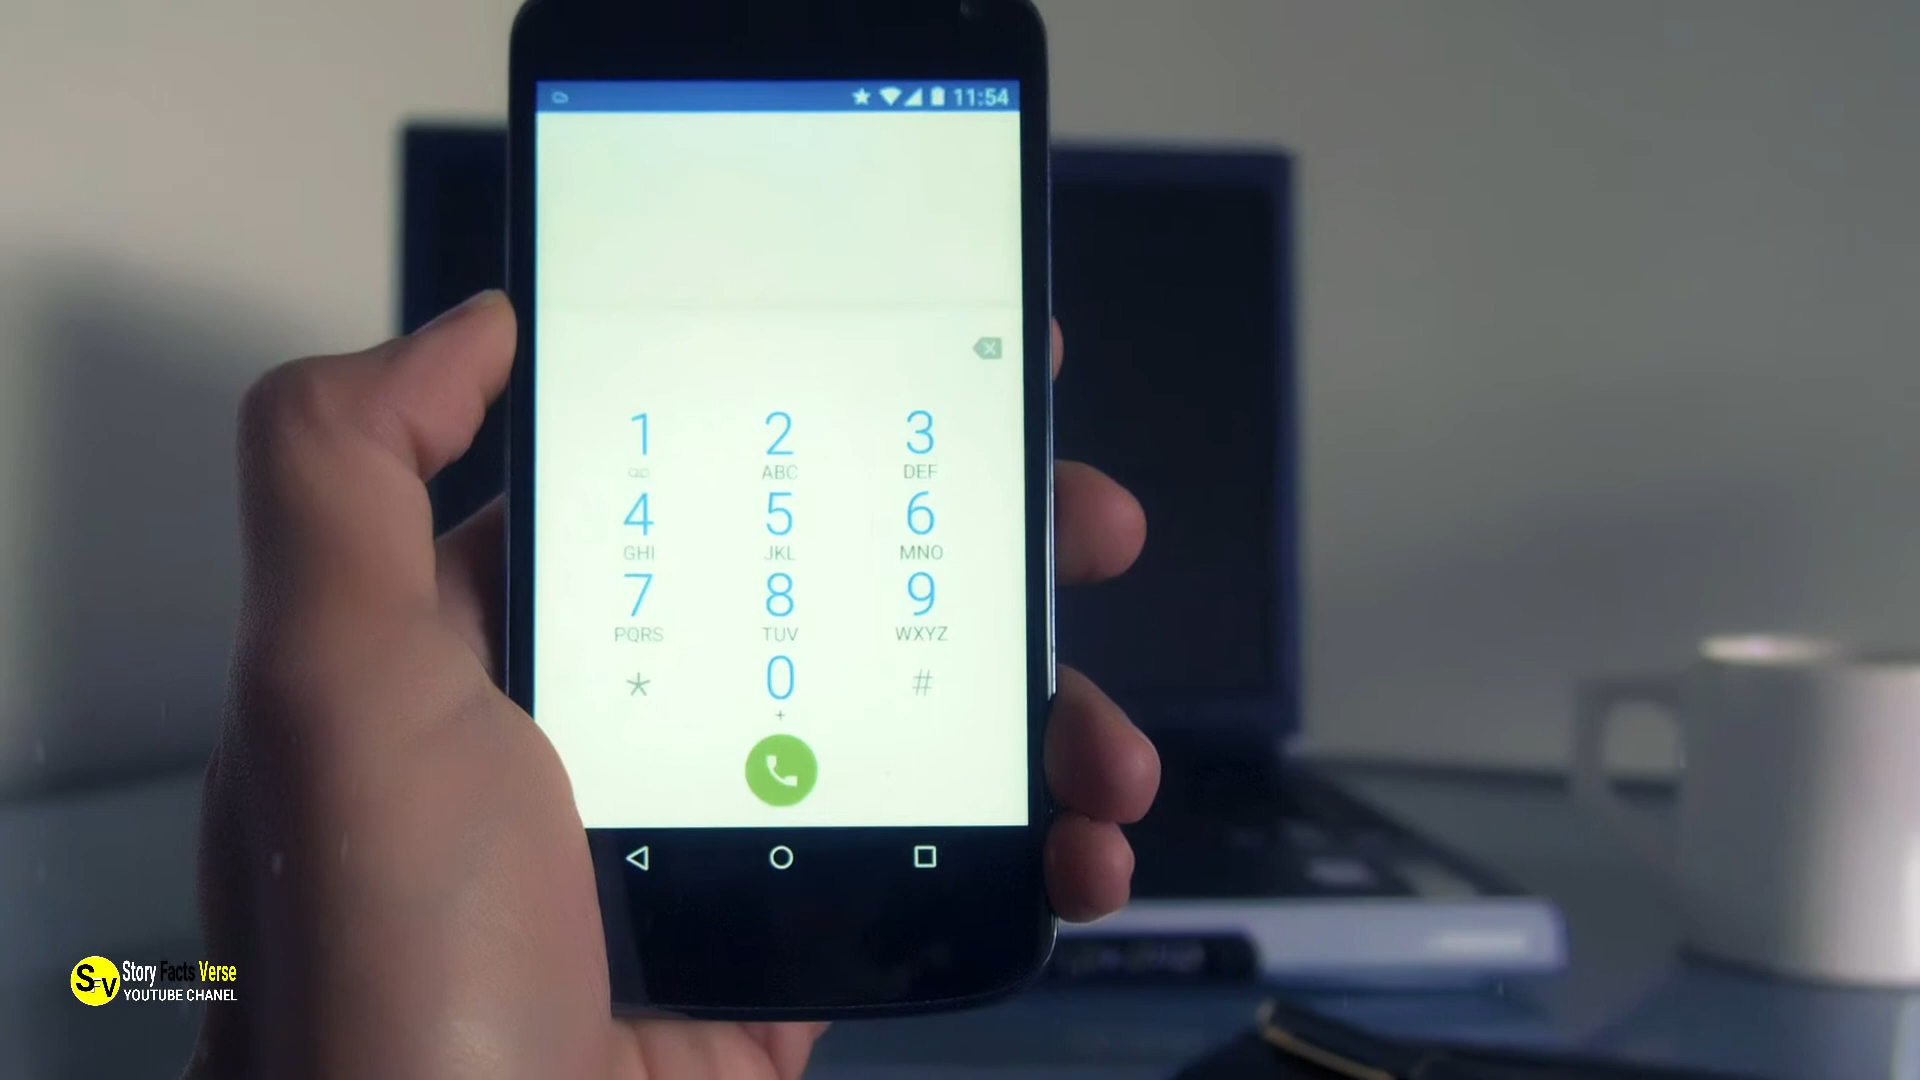 11:54
1 2 3
ABC DEF
4 5 6
GHI JKL MNO
7 8 9
PQRS TUV WXYZ
* 0 #
+
SFV
Story Facts Verse
YOUTUBE CHANEL